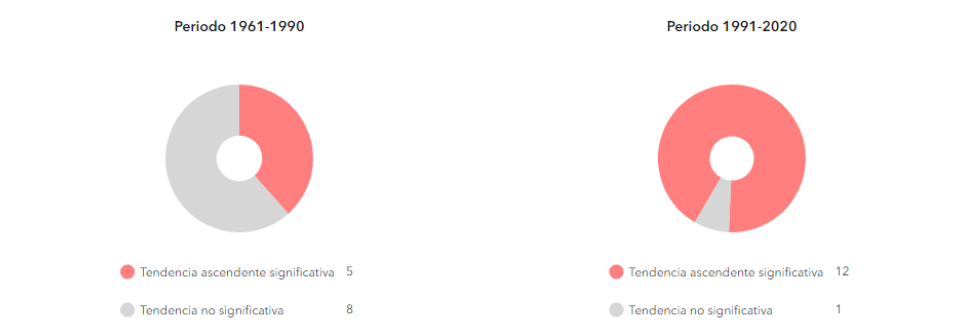 Periodo 1961-1990
Tendencia ascendente significativa 5
Tendencia no significativa 8
Periodo 1991-2020
Tendencia ascendente significativa 12
Tendencia no significativa 1